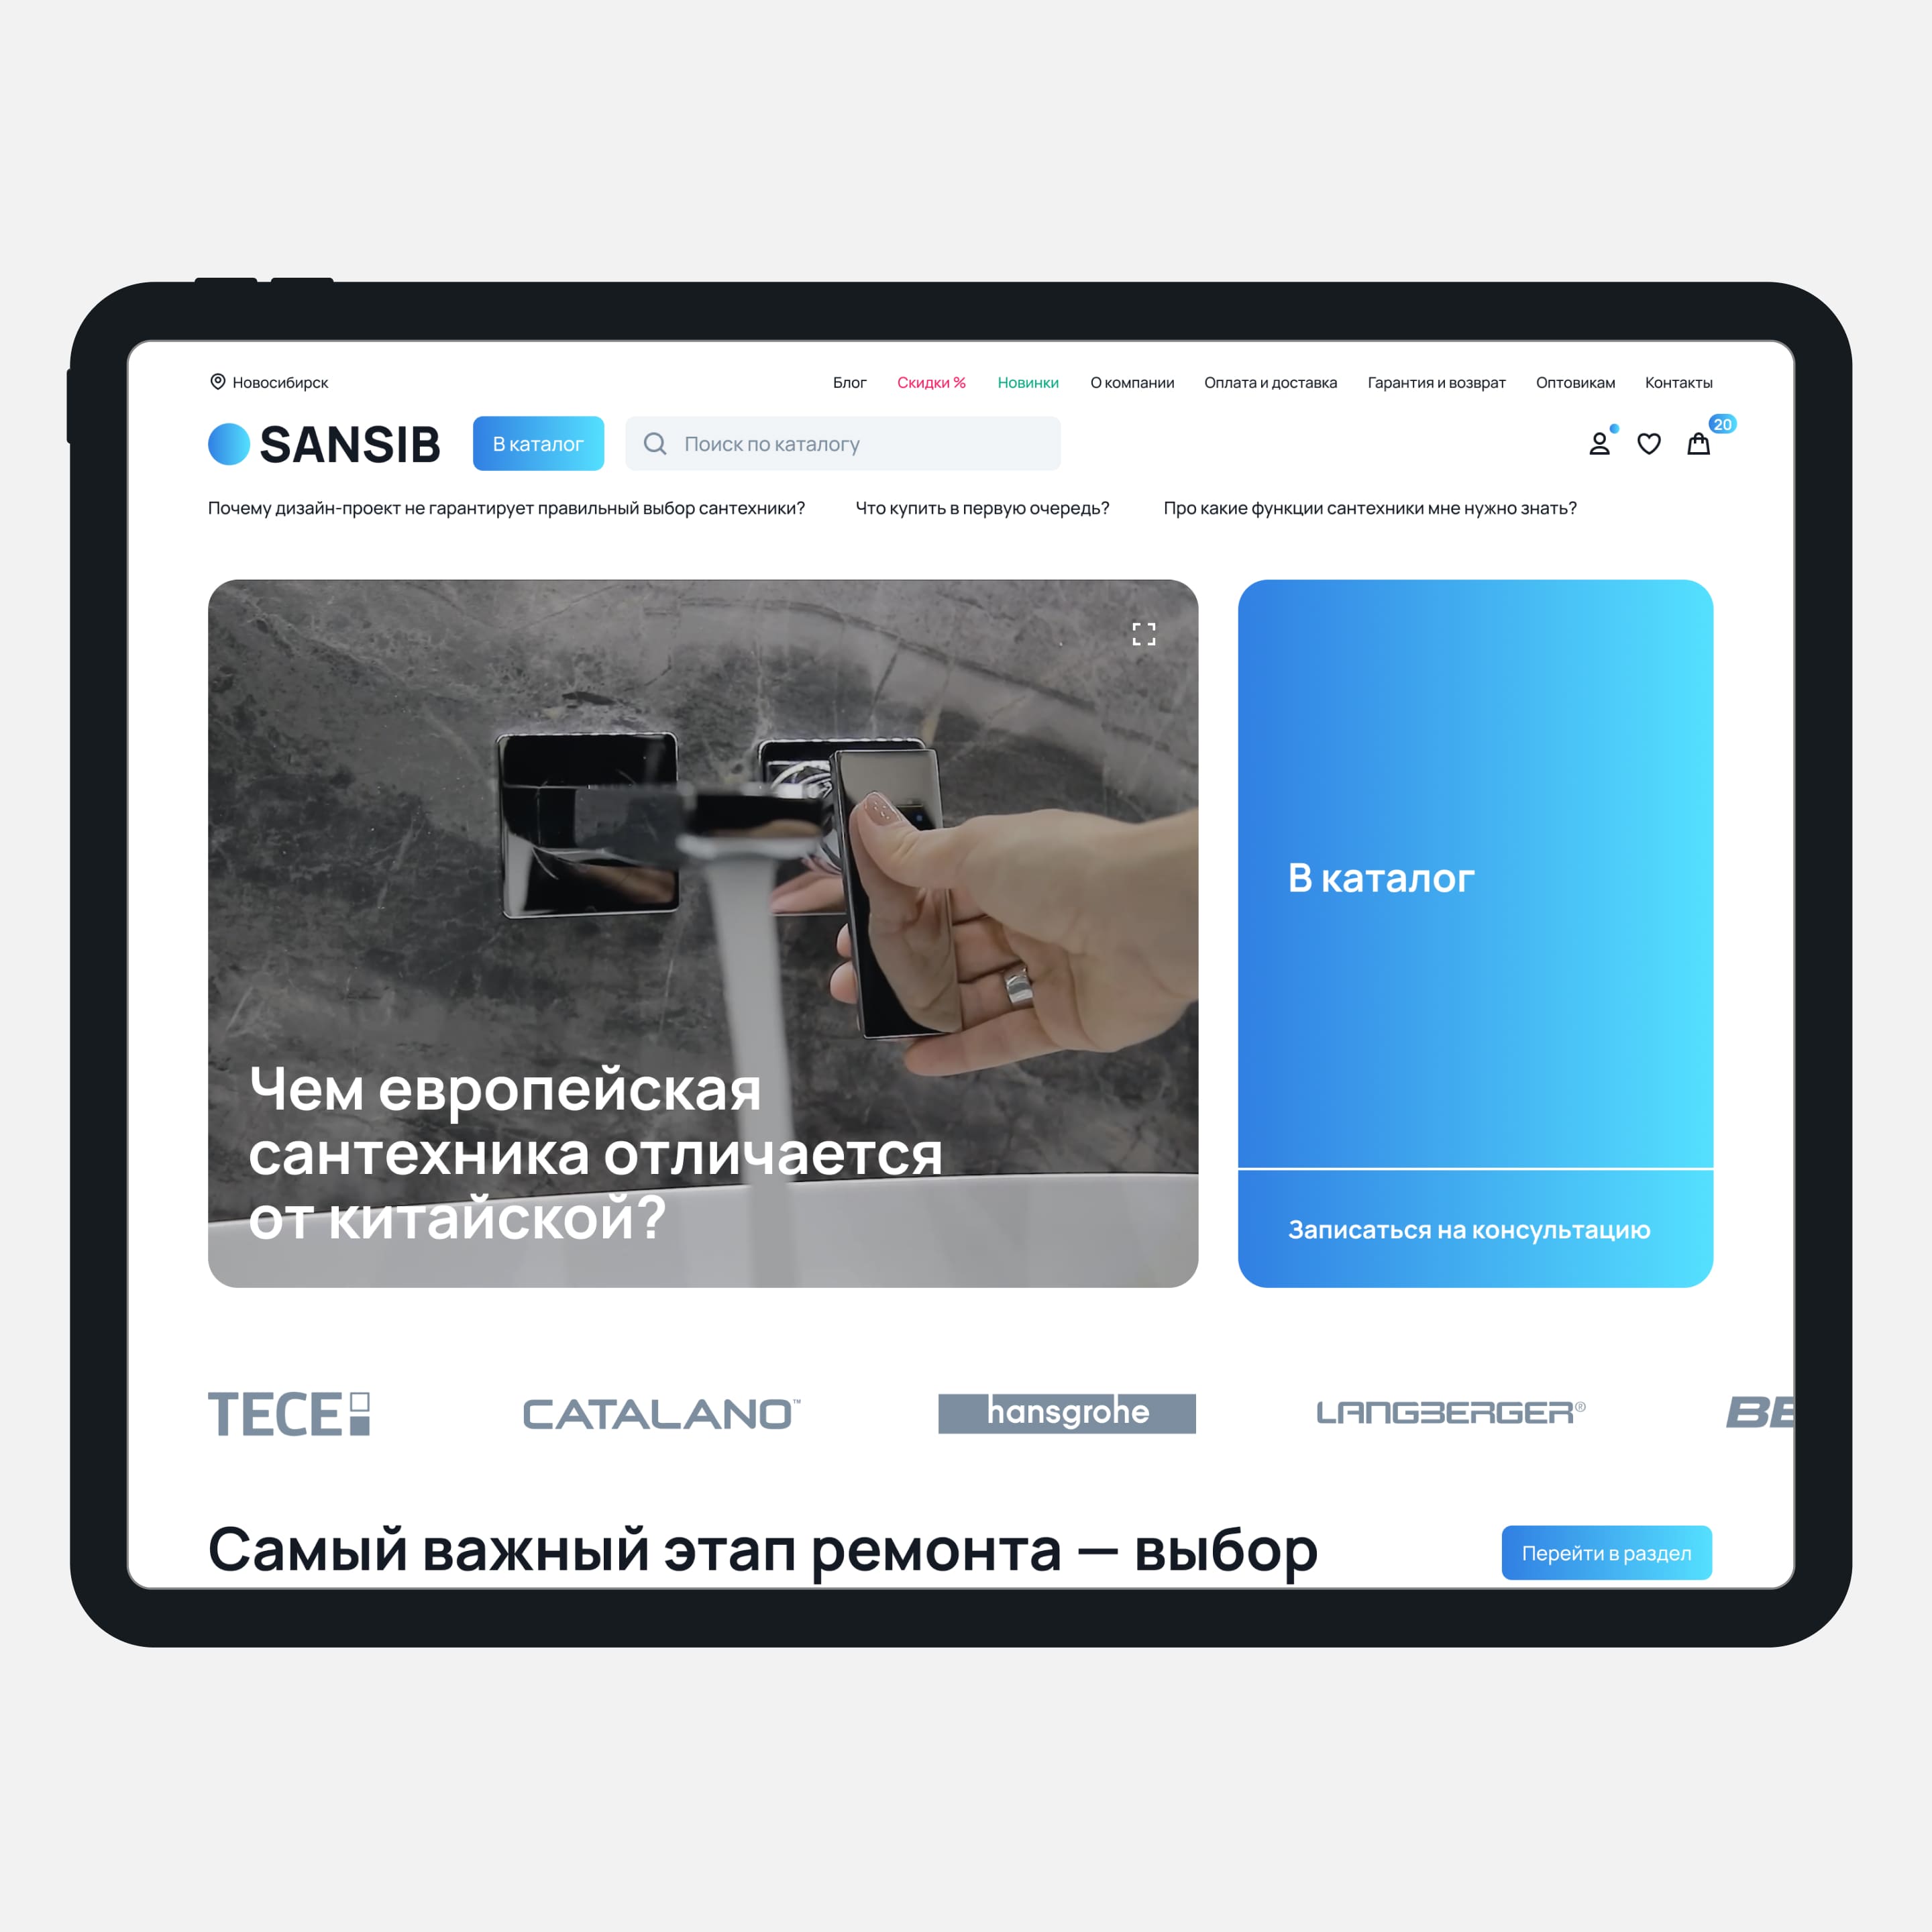 Новосибирск
Блог Скидки % Новинки О компании Оплата и доставка Гарантия и возврат Оптовикам Контакты
SANSIB В каталог Поиск по каталогу 20
Почему дизайн-проект не гарантирует правильный выбор сантехники? Что купить в первую очередь? Про какие функции сантехники мне нужно знать?
Чем европейская
сантехника отличается
от китайской?
В каталог
Записаться на консультацию
TECE CATALANO™ hansgrohe LANGBERGER® BE
Самый важный этап ремонта — выбор
Перейти в раздел